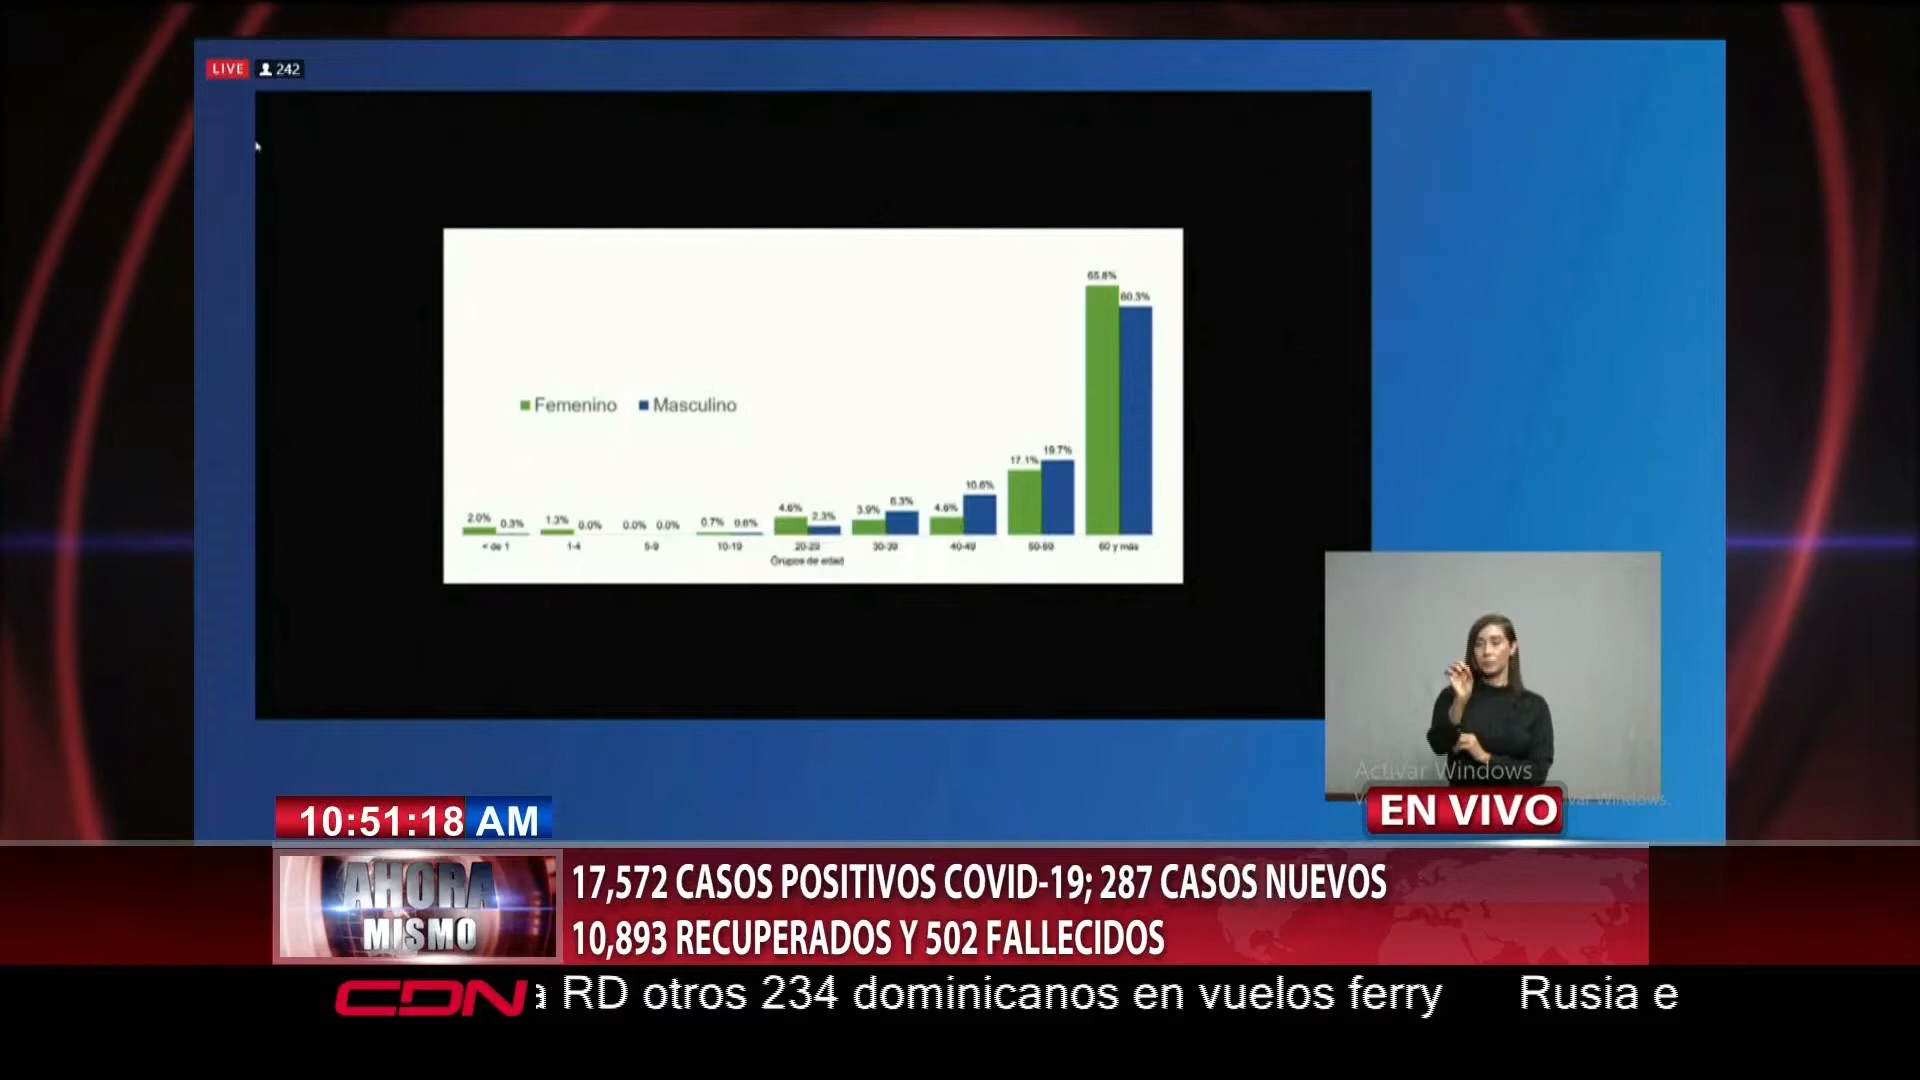 LIVE 242
65.8%
60.3%
Femenino Masculino
19.7%
17.1%
10.6%
6.3%
4.6% 2.3% 3.9% 4.6%
2.0% 0.3% 1.3% 0.0% 0.0% 0.0% 0.7% 0.6%
< de 1 1-4 5-9 10-19 20-29 30-39 40-49 50-59 60 y más
Grupos de edad
Activar Windows
EN VIVO
10:51:18 AM
AHORA
MISMO
17,572 CASOS POSITIVOS COVID-19; 287 CASOS NUEVOS
10,893 RECUPERADOS Y 502 FALLECIDOS
CDN a RD otros 234 dominicanos en vuelos ferry Rusia e